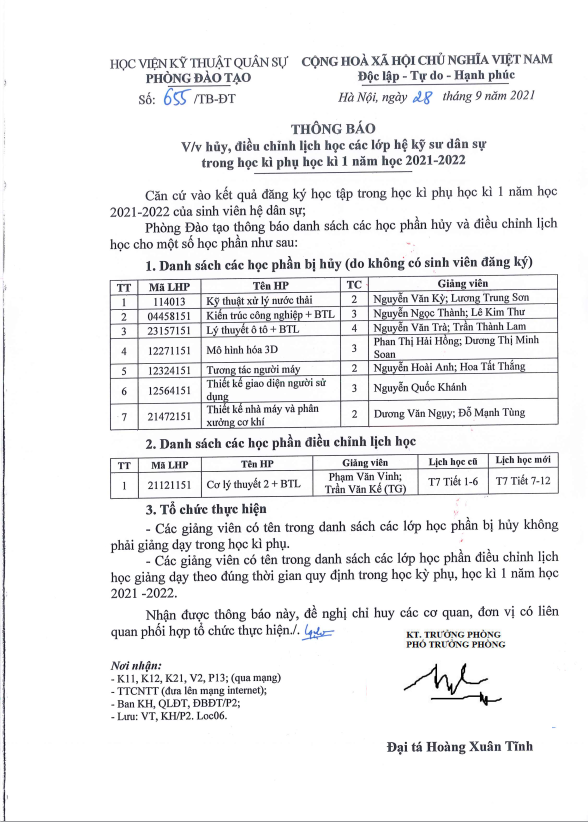 HỌC VIỆN KỸ THUẬT QUÂN SỰ
PHÒNG ĐÀO TẠO
Số: 655 /TB-ĐT
CỘNG HOÀ XÃ HỘI CHỦ NGHĨA VIỆT NAM
Độc lập - Tự do - Hạnh phúc
Hà Nội, ngày 28 tháng 9 năm 2021
THÔNG BÁO
V/v hủy, điều chỉnh lịch học các lớp hệ kỹ sư dân sự
trong học kì phụ học kì 1 năm học 2021-2022
Căn cứ vào kết quả đăng ký học tập trong học kì phụ học kì 1 năm học
2021-2022 của sinh viên hệ dân sự;
Phòng Đào tạo thông báo danh sách các học phần hủy và điều chỉnh lịch
học cho một số học phần như sau:
1. Danh sách các học phần bị hủy (do không có sinh viên đăng ký)
TT Mã LHP Tên HP TC Giảng viên
1 114013 Kỹ thuật xử lý nước thải 2 Nguyễn Văn Kỳ; Lương Trung Sơn
2 04458151 Kiến trúc công nghiệp + BTL 3 Nguyễn Ngọc Thành; Lê Kim Thư
3 23157151 Lý thuyết ô tô + BTL 4 Nguyễn Văn Trà; Trần Thành Lam
4 12271151 Mô hình hóa 3D 3 Phan Thị Hải Hồng; Dương Thị Minh
Soan
5 12324151 Tương tác người máy 2 Nguyễn Hoài Anh; Hoa Tất Thắng
6 12564151 Thiết kế giao diện người sử
dụng 3 Nguyễn Quốc Khánh
7 21472151 Thiết kế nhà máy và phân
xưởng cơ khí 2 Dương Văn Ngụy; Đỗ Mạnh Tùng
2. Danh sách các học phần điều chỉnh lịch học
TT Mã LHP Tên HP Giảng viên Lịch học cũ Lịch học mới
1 21121151 Cơ lý thuyết 2 + BTL Phạm Văn Vinh;
Trần Văn Kế (TG) T7 Tiết 1-6 T7 Tiết 7-12
3. Tổ chức thực hiện
- Các giảng viên có tên trong danh sách các lớp học phần bị hủy không
phải giảng dạy trong học kì phụ.
- Các giảng viên có tên trong danh sách các lớp học phần điều chỉnh lịch
học giảng dạy theo đúng thời gian quy định trong học kỳ phụ, học kì 1 năm học
2021 -2022.
Nhận được thông báo này, đề nghị chỉ huy các cơ quan, đơn vị có liên
quan phối hợp tổ chức thực hiện./.
KT. TRƯỞNG PHÒNG
PHÓ TRƯỞNG PHÒNG
Nơi nhận:
- K11, K12, K21, V2, P13; (qua mạng)
- TTCNTT (đưa lên mạng internet);
- Ban KH, QLĐT, ĐBĐT/P2;
- Lưu: VT, KH/P2. Loc06.
Đại tá Hoàng Xuân Tĩnh